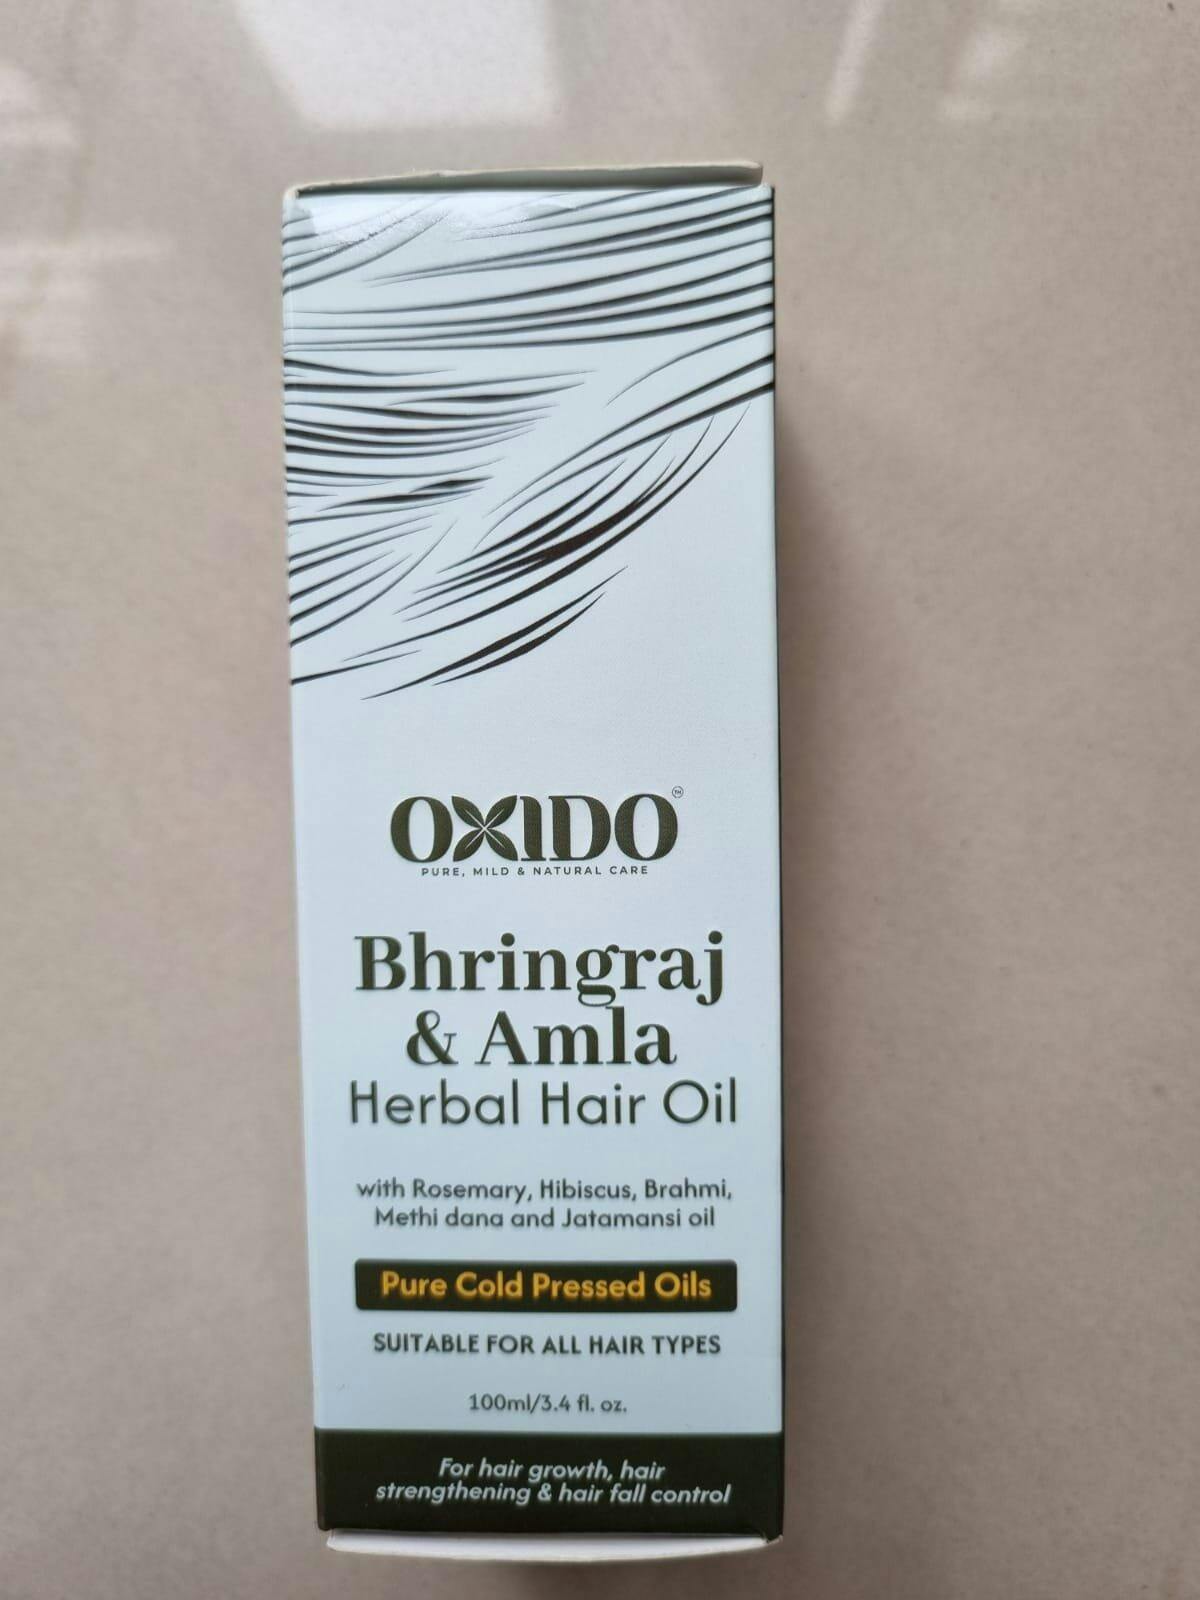 OXIDO™
PURE, MILD & NATURAL CARE
Bhringraj
& Amla
Herbal Hair Oil
with Rosemary, Hibiscus, Brahmi,
Methi dana and Jatamansi oil
Pure Cold Pressed Oils
SUITABLE FOR ALL HAIR TYPES
100ml/3.4 fl. oz.
For hair growth, hair
strengthening & hair fall control